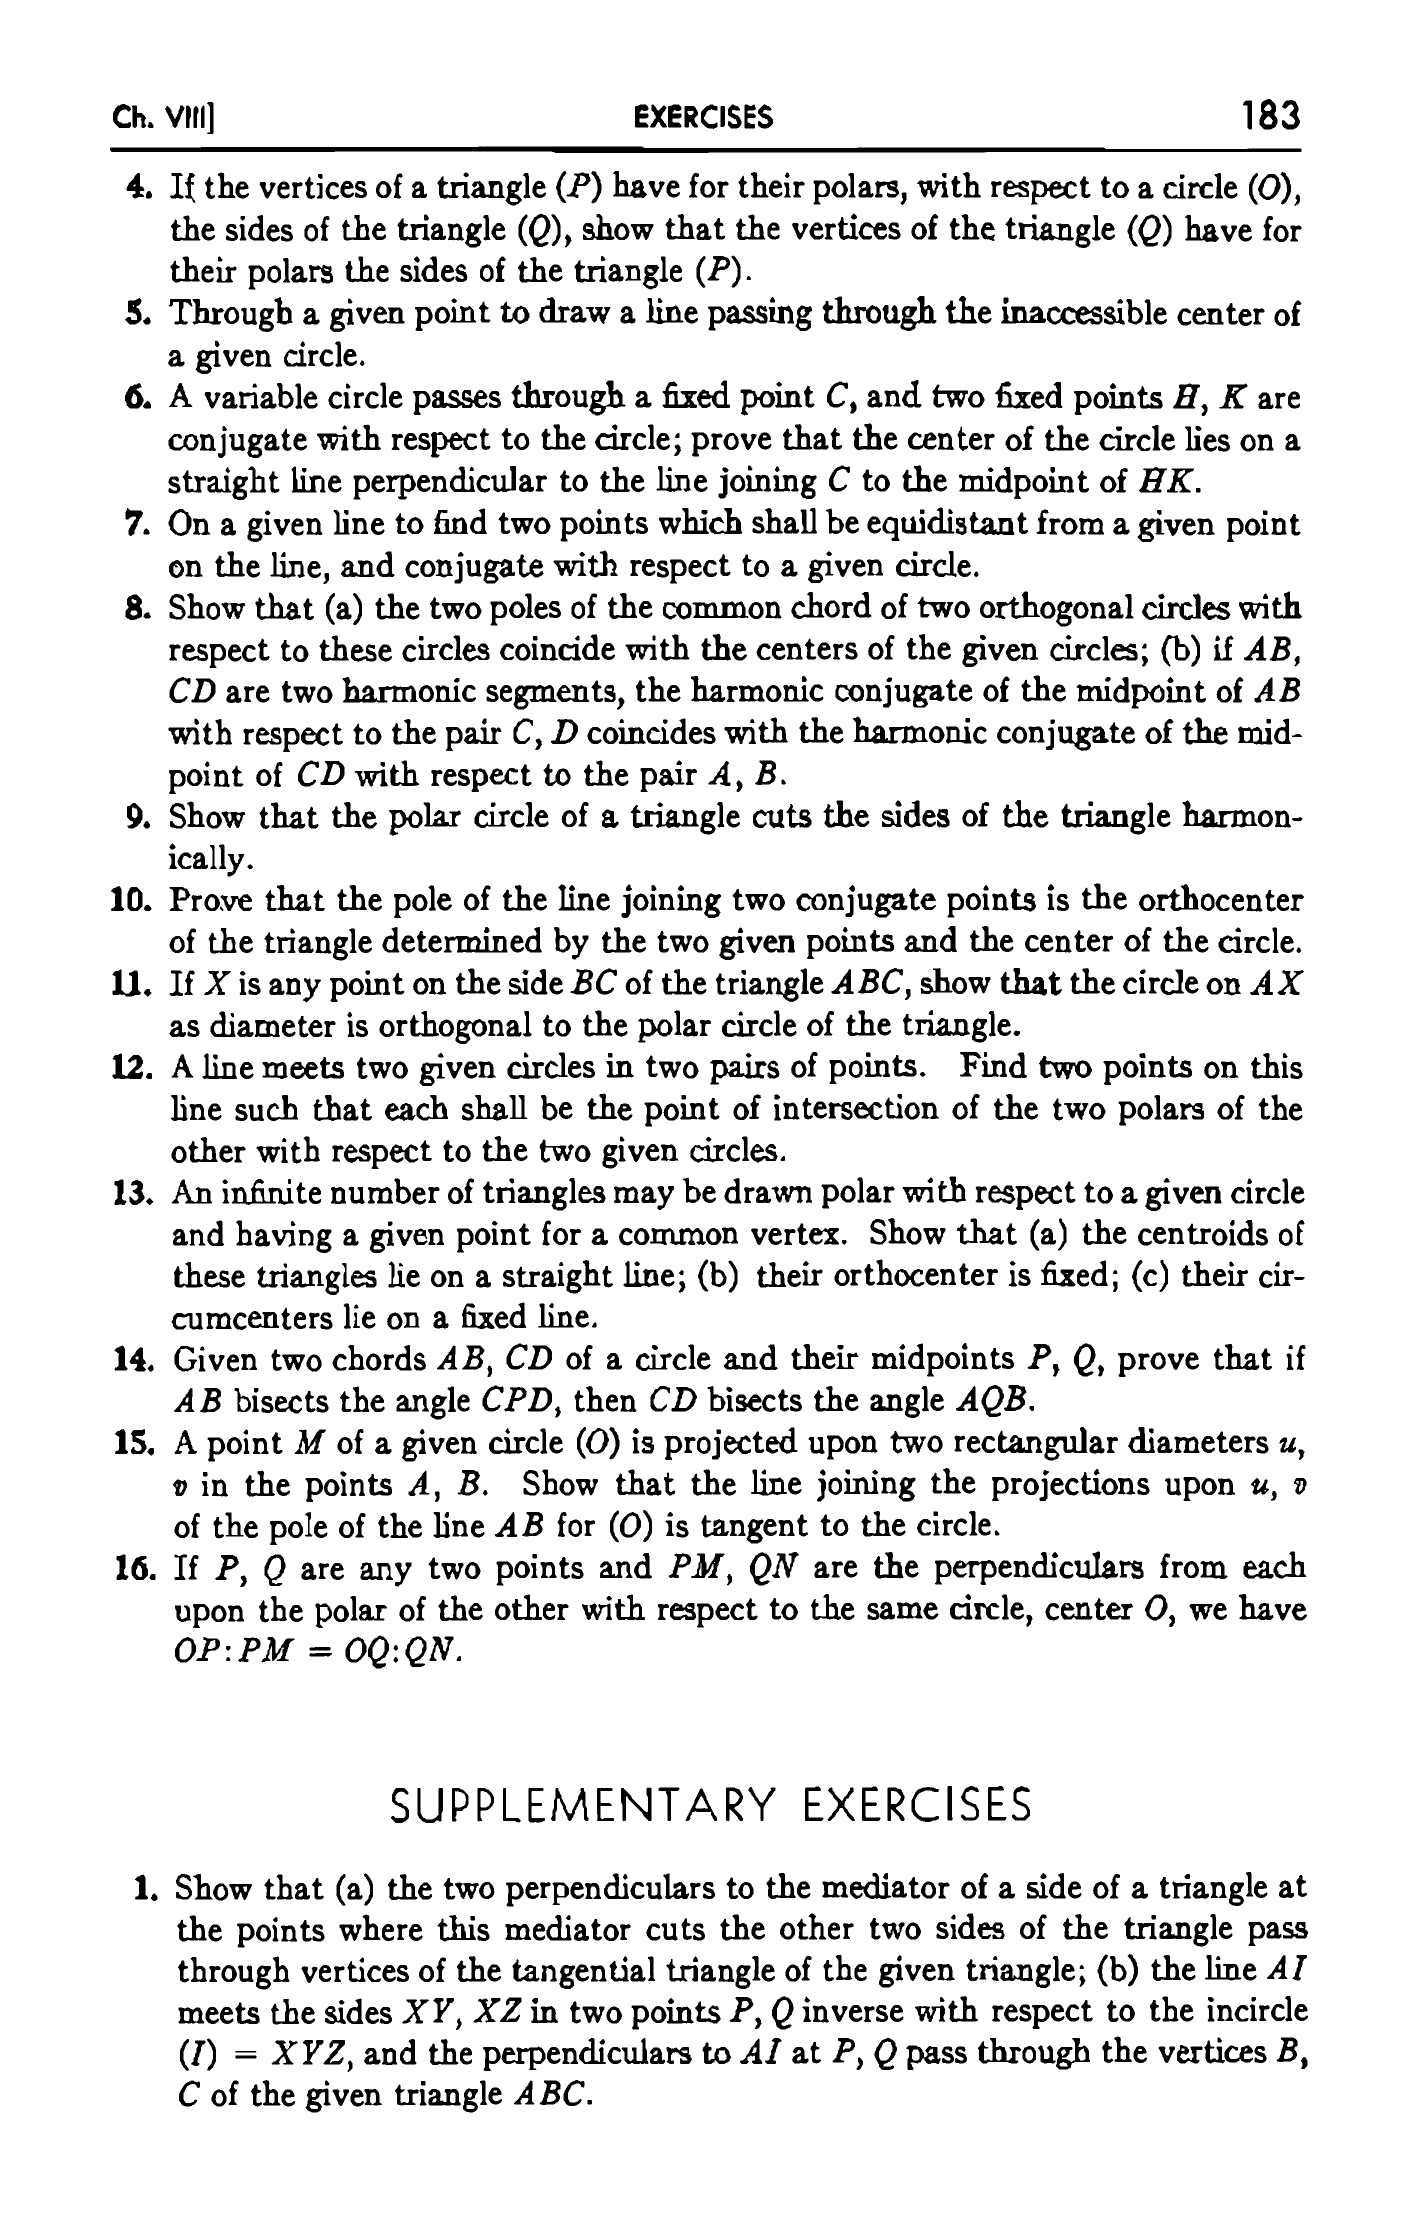 Ch. VIII] EXERCISES 183
4. If the vertices of a triangle (P) have for their polars, with respect to a circle (O),
the sides of the triangle (Q), show that the vertices of the triangle (Q) have for
their polars the sides of the triangle (P).
5. Through a given point to draw a line passing through the inaccessible center of
a given circle.
6. A variable circle passes through a fixed point C, and two fixed points H, K are
conjugate with respect to the circle; prove that the center of the circle lies on a
straight line perpendicular to the line joining C to the midpoint of HK.
7. On a given line to find two points which shall be equidistant from a given point
on the line, and conjugate with respect to a given circle.
8. Show that (a) the two poles of the common chord of two orthogonal circles with
respect to these circles coincide with the centers of the given circles; (b) if AB,
CD are two harmonic segments, the harmonic conjugate of the midpoint of AB
with respect to the pair C, D coincides with the harmonic conjugate of the mid-
point of CD with respect to the pair A, B.
9. Show that the polar circle of a triangle cuts the sides of the triangle harmon-
ically.
10. Prove that the pole of the line joining two conjugate points is the orthocenter
of the triangle determined by the two given points and the center of the circle.
11. If X is any point on the side BC of the triangle ABC, show that the circle on AX
as diameter is orthogonal to the polar circle of the triangle.
12. A line meets two given circles in two pairs of points. Find two points on this
line such that each shall be the point of intersection of the two polars of the
other with respect to the two given circles.
13. An infinite number of triangles may be drawn polar with respect to a given circle
and having a given point for a common vertex. Show that (a) the centroids of
these triangles lie on a straight line; (b) their orthocenter is fixed; (c) their cir-
cumcenters lie on a fixed line.
14. Given two chords AB, CD of a circle and their midpoints P, Q, prove that if
AB bisects the angle CPD, then CD bisects the angle AQB.
15. A point M of a given circle (O) is projected upon two rectangular diameters u,
v in the points A, B. Show that the line joining the projections upon u, v
of the pole of the line AB for (O) is tangent to the circle.
16. If P, Q are any two points and PM, QN are the perpendiculars from each
upon the polar of the other with respect to the same circle, center O, we have
OP:PM = OQ:QN.
SUPPLEMENTARY EXERCISES
1. Show that (a) the two perpendiculars to the mediator of a side of a triangle at
the points where this mediator cuts the other two sides of the triangle pass
through vertices of the tangential triangle of the given triangle; (b) the line AI
meets the sides XY, XZ in two points P, Q inverse with respect to the incircle
(I) = XYZ, and the perpendiculars to AI at P, Q pass through the vertices B,
C of the given triangle ABC.